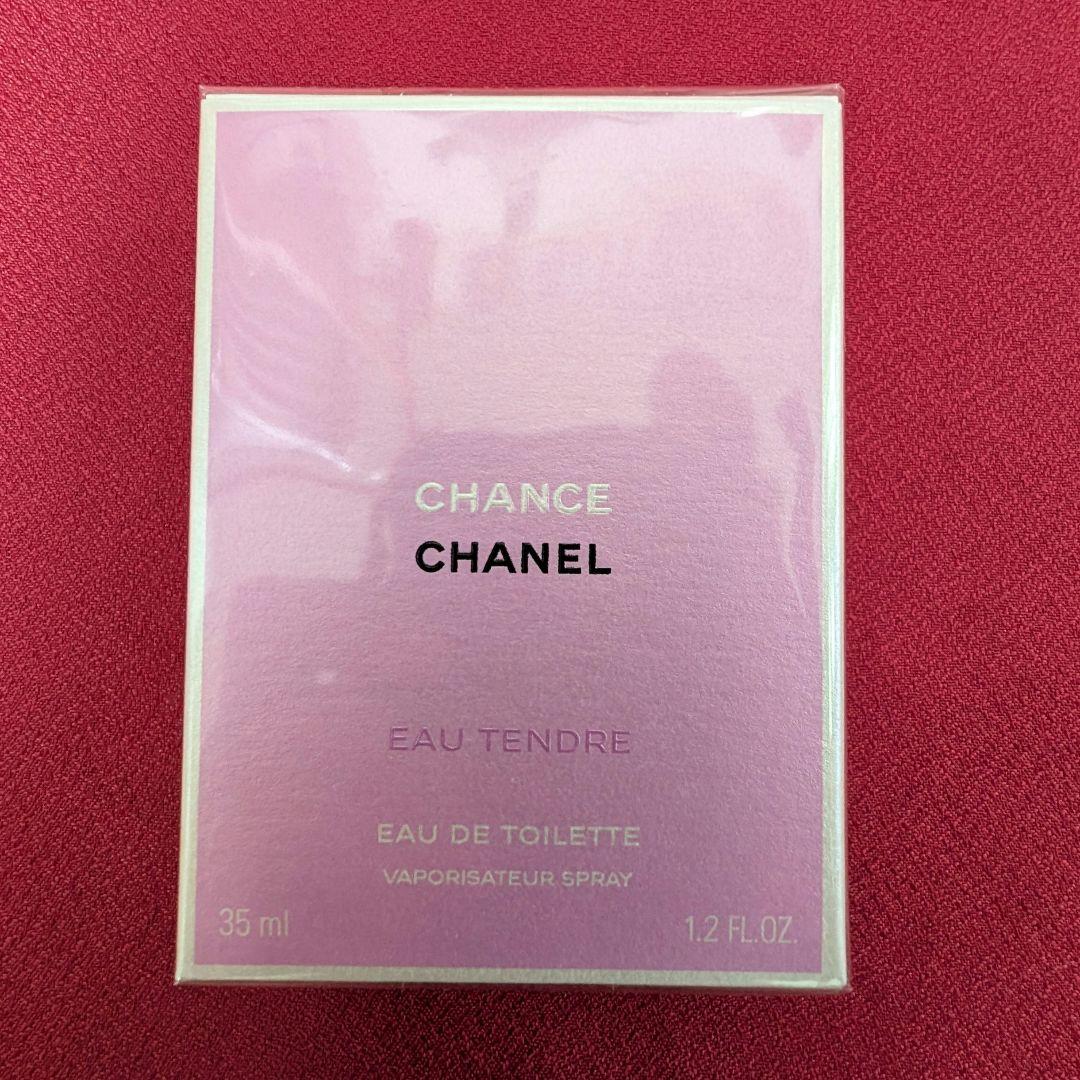 CHANCE
CHANEL
EAU TENDRE
EAU DE TOILETTE
VAPORISATEUR SPRAY
35 ml
1.2 FL.OZ.